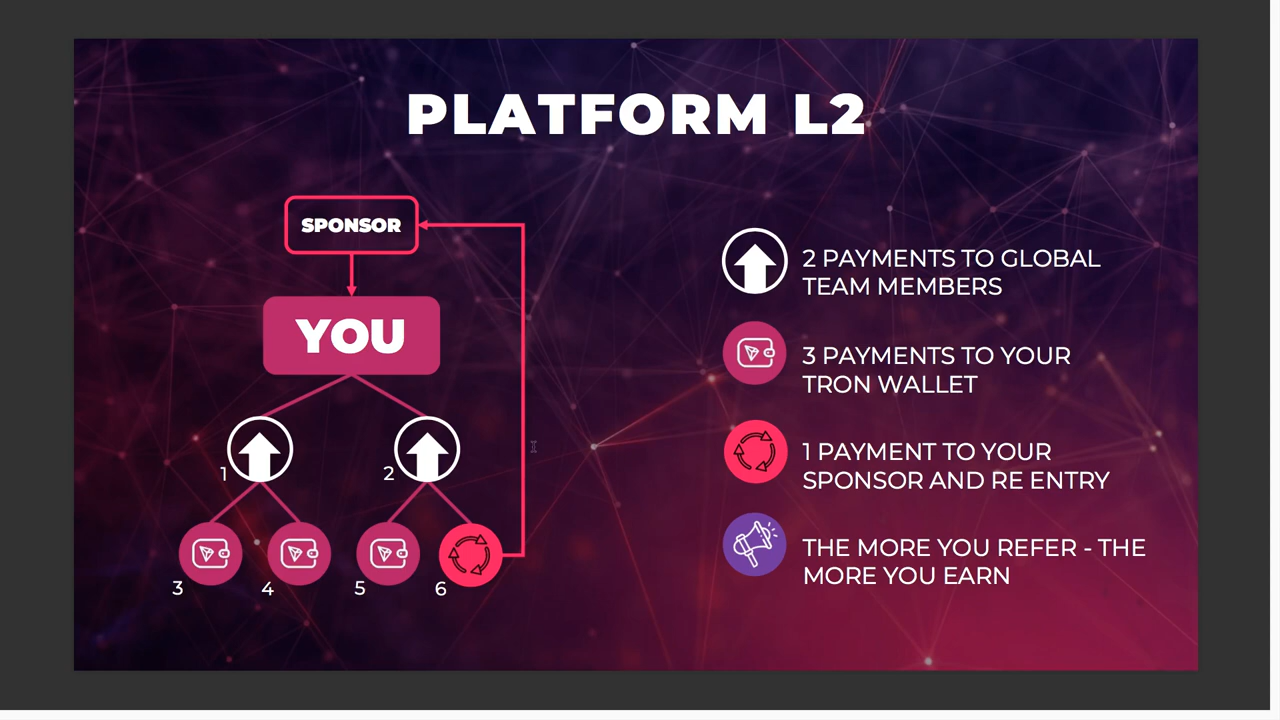 PLATFORM L2
SPONSOR
YOU
1
2
3
4
5
6
2 PAYMENTS TO GLOBAL
TEAM MEMBERS
3 PAYMENTS TO YOUR
TRON WALLET
1 PAYMENT TO YOUR
SPONSOR AND RE ENTRY
THE MORE YOU REFER - THE
MORE YOU EARN